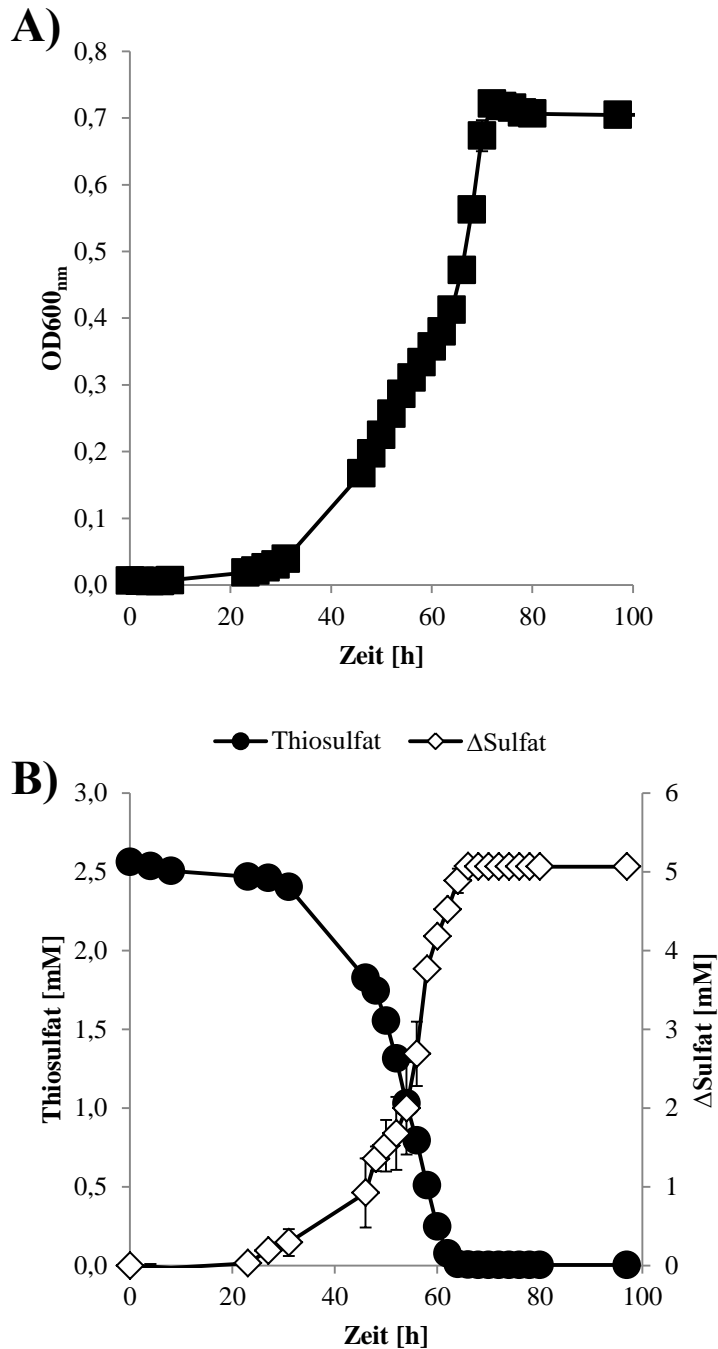 A)
0,8
0,7
0,6
0,5
0,4
0,3
0,2
0,1
0,0
OD600nm
0 20 40 60 80 100
Zeit [h]
Thiosulfat ΔSulfat
B)
3,0 6
2,5 5
2,0 4
1,5 3
1,0 2
0,5 1
0,0 0
Thiosulfat [mM]
ΔSulfat [mM]
0 20 40 60 80 100
Zeit [h]